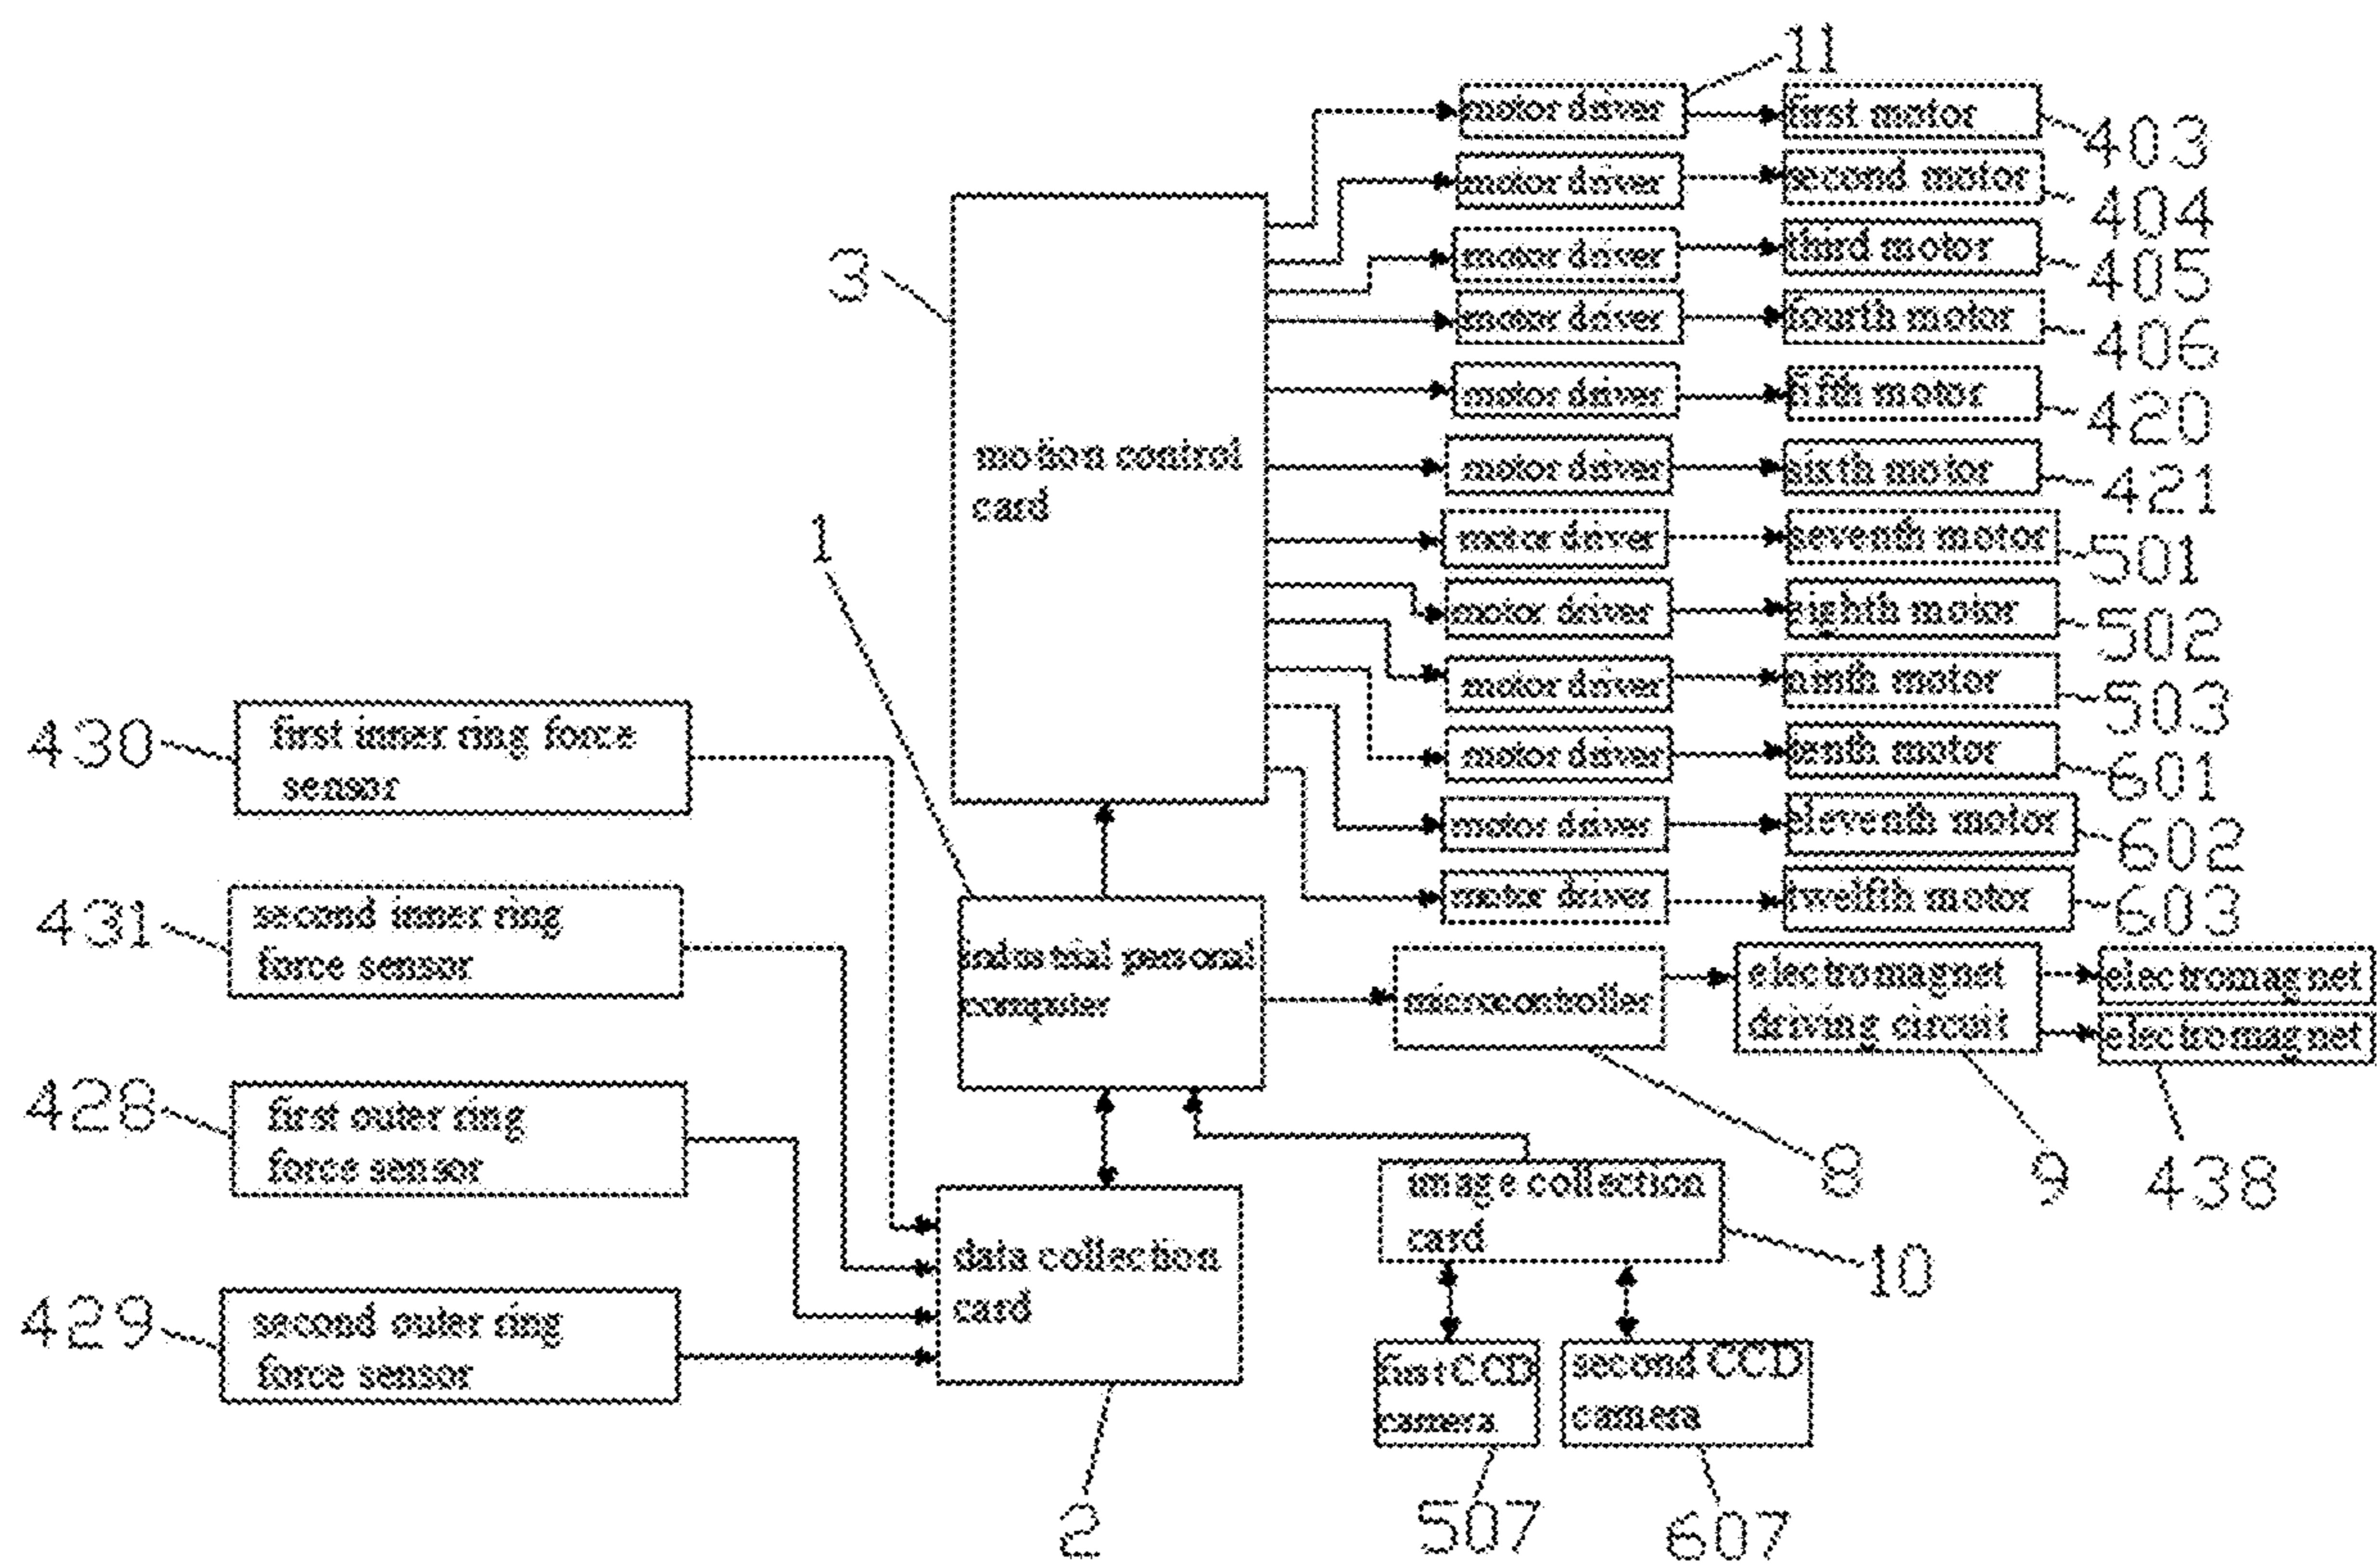 11
motor driver
first motor
403
motor driver
second motor
404
motor driver
third motor
405
motor driver
fourth motor
406
motor driver
fifth motor
420
motor driver
sixth motor
421
motor driver
seventh motor
501
motor driver
eighth motor
502
motor driver
ninth motor
503
motor driver
tenth motor
601
motor driver
eleventh motor
602
motor driver
twelfth motor
603
3
motion control
card
1
industrial personal
computer
microcontroller
electromagnet
driving circuit
electromagnet
electromagnet
8
9
438
430
first inner ring force
sensor
431
second inner ring
force sensor
428
first outer ring
force sensor
429
second outer ring
force sensor
data collection
card
2
image collection
card
10
first CCD
camera
second CCD
camera
507
607